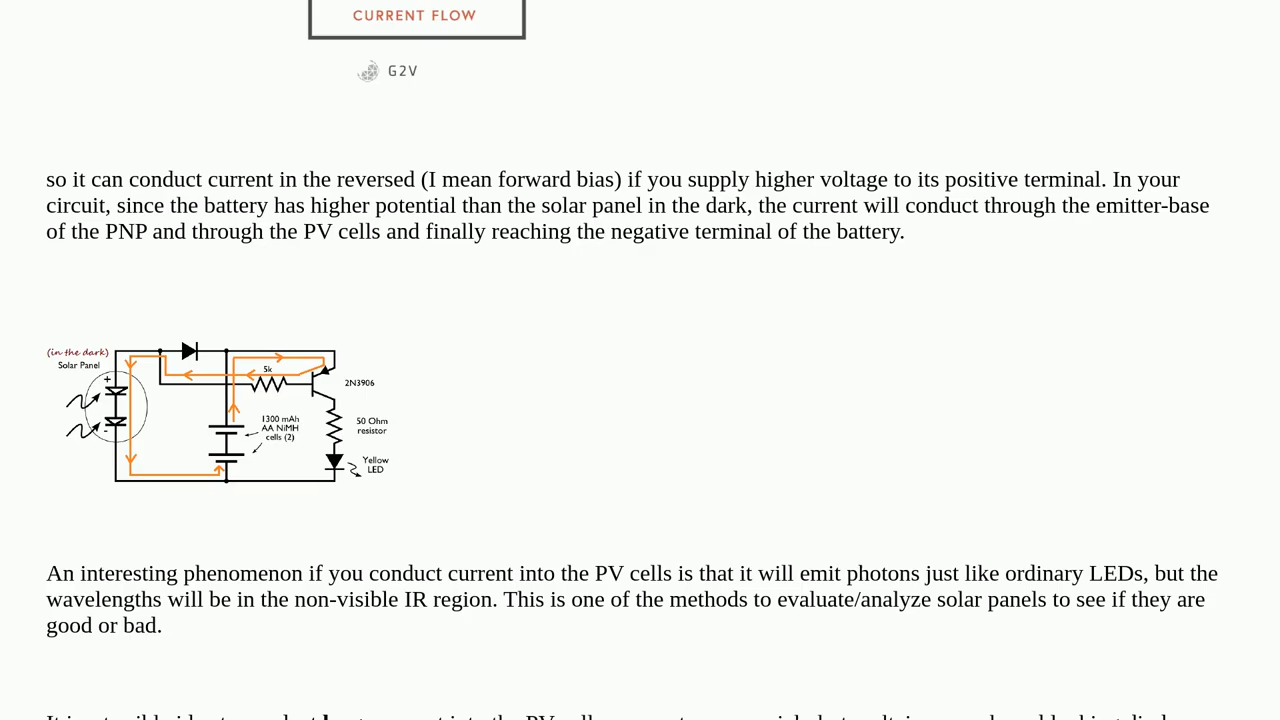 CURRENT FLOW
G2V
so it can conduct current in the reversed (I mean forward bias) if you supply higher voltage to its positive terminal. In your
circuit, since the battery has higher potential than the solar panel in the dark, the current will conduct through the emitter-base
of the PNP and through the PV cells and finally reaching the negative terminal of the battery.
(in the dark)
Solar Panel
+
-
5k
2N3906
1300 mAh
AA NiMH
cells (2)
50 Ohm
resistor
Yellow
LED
An interesting phenomenon if you conduct current into the PV cells is that it will emit photons just like ordinary LEDs, but the
wavelengths will be in the non-visible IR region. This is one of the methods to evaluate/analyze solar panels to see if they are
good or bad.